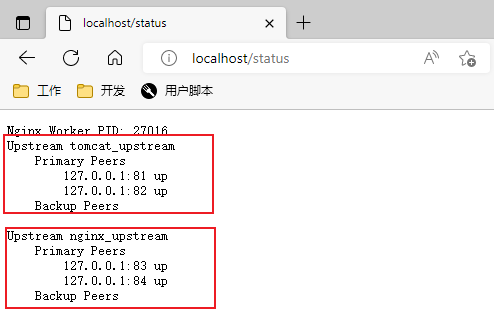 localhost/status
localhost/status
工作 开发 用户脚本
Nginx Worker PID: 27016
Upstream tomcat_upstream
Primary Peers
127.0.0.1:81 up
127.0.0.1:82 up
Backup Peers
Upstream nginx_upstream
Primary Peers
127.0.0.1:83 up
127.0.0.1:84 up
Backup Peers